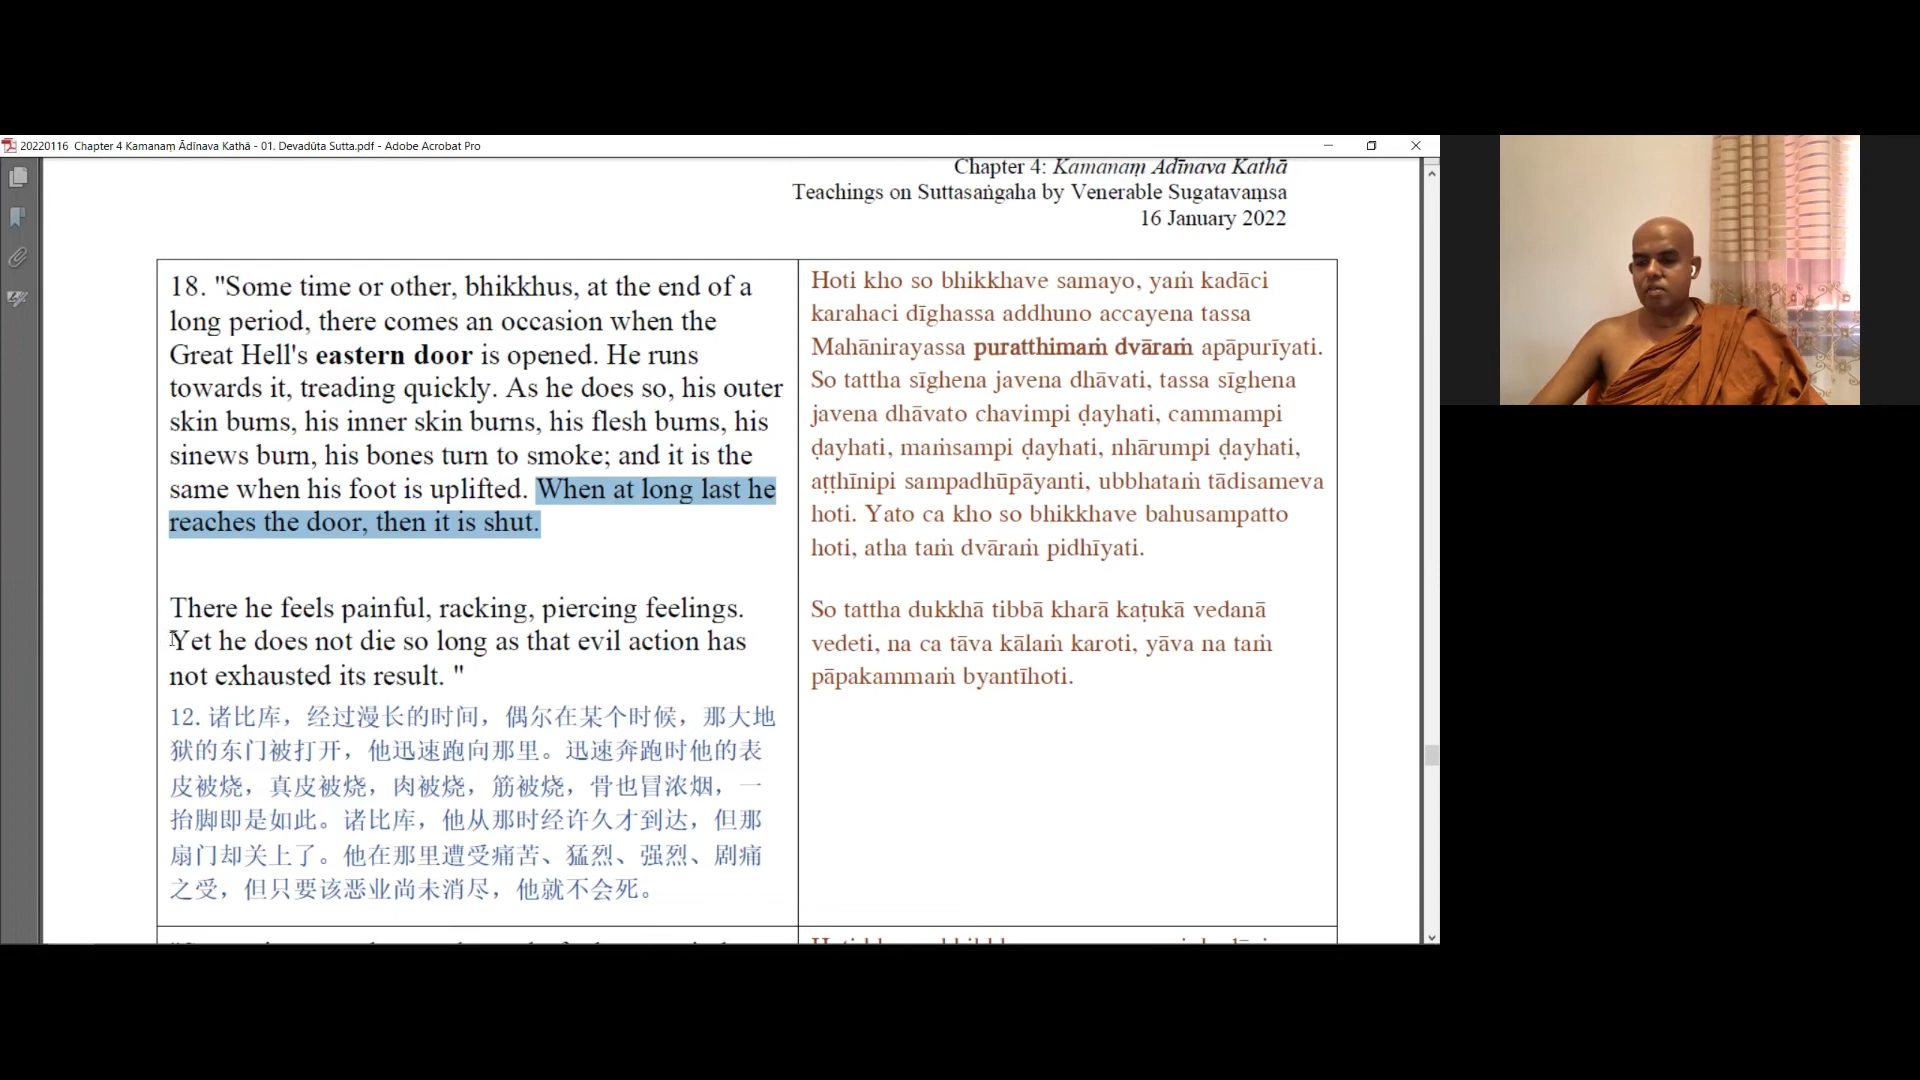 20220116 Chapter 4 Kamanaṃ Ādīnava Kathā - 01. Devadūta Sutta.pdf - Adobe Acrobat Pro
Chapter 4: Kamanaṃ Adīnava Kathā
Teachings on Suttasaṅgaha by Venerable Sugatavaṃsa
16 January 2022
18. "Some time or other, bhikkhus, at the end of a
long period, there comes an occasion when the
Great Hell's eastern door is opened. He runs
towards it, treading quickly. As he does so, his outer
skin burns, his inner skin burns, his flesh burns, his
sinews burn, his bones turn to smoke; and it is the
same when his foot is uplifted. When at long last he
reaches the door, then it is shut.
There he feels painful, racking, piercing feelings.
Yet he does not die so long as that evil action has
not exhausted its result. "
12. 诸比库，经过漫长的时间，偶尔在某个时候，那大地
狱的东门被打开，他迅速跑向那里。迅速奔跑时他的表
皮被烧，真皮被烧，肉被烧，筋被烧，骨也冒浓烟，一
抬脚即是如此。诸比库，他从那时经许久才到达，但那
扇门却关上了。他在那里遭受痛苦、猛烈、强烈、剧痛
之受，但只要该恶业尚未消尽，他就不会死。
Hoti kho so bhikkhave samayo, yaṁ kadāci
karahaci dīghassa addhuno accayena tassa
Mahānirayassa puratthimaṁ dvāraṁ apāpurīyati.
So tattha sīghena javena dhāvati, tassa sīghena
javena dhāvato chavimpi ḍayhati, cammampi
ḍayhati, maṁsampi ḍayhati, nhārumpi ḍayhati,
aṭṭhīnipi sampadhūpāyanti, ubbhataṁ tādisameva
hoti. Yato ca kho so bhikkhave bahusampatto
hoti, atha taṁ dvāraṁ pidhīyati.
So tattha dukkhā tibbā kharā kaṭukā vedanā
vedeti, na ca tāva kālaṁ karoti, yāva na taṁ
pāpakammaṁ byantīhoti.